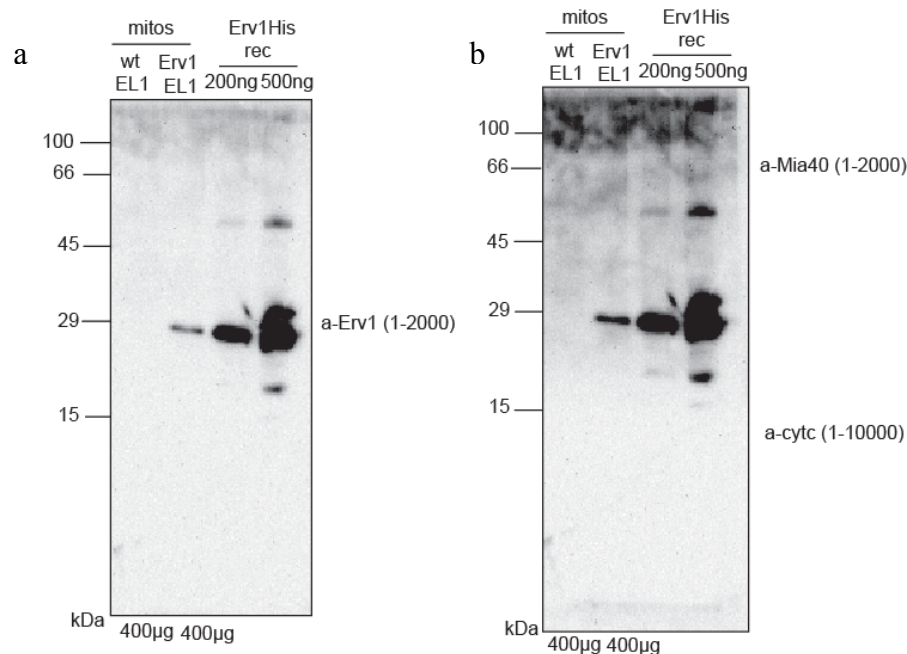 a
mitos
Erv1His
rec
wt
EL1
Erv1
EL1
200ng 500ng
100
66
45
29
15
kDa
400µg 400µg
a-Erv1 (1-2000)
b
mitos
Erv1His
rec
wt
EL1
Erv1
EL1
200ng 500ng
100
66
45
29
15
kDa
400µg 400µg
a-Mia40 (1-2000)
a-cytc (1-10000)